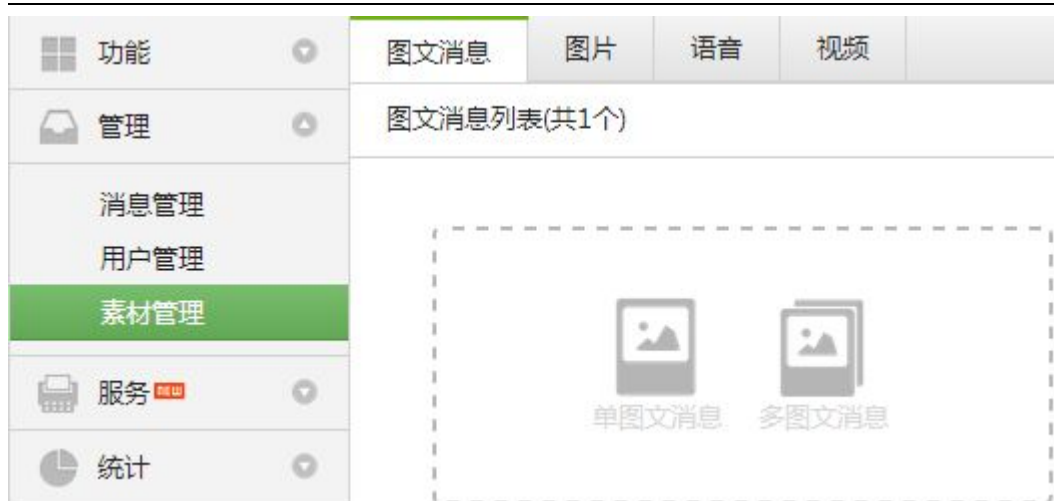 功能
管理
消息管理
用户管理
素材管理
服务 NEW
统计
图文消息 图片 语音 视频
图文消息列表(共1个)
单图文消息 多图文消息